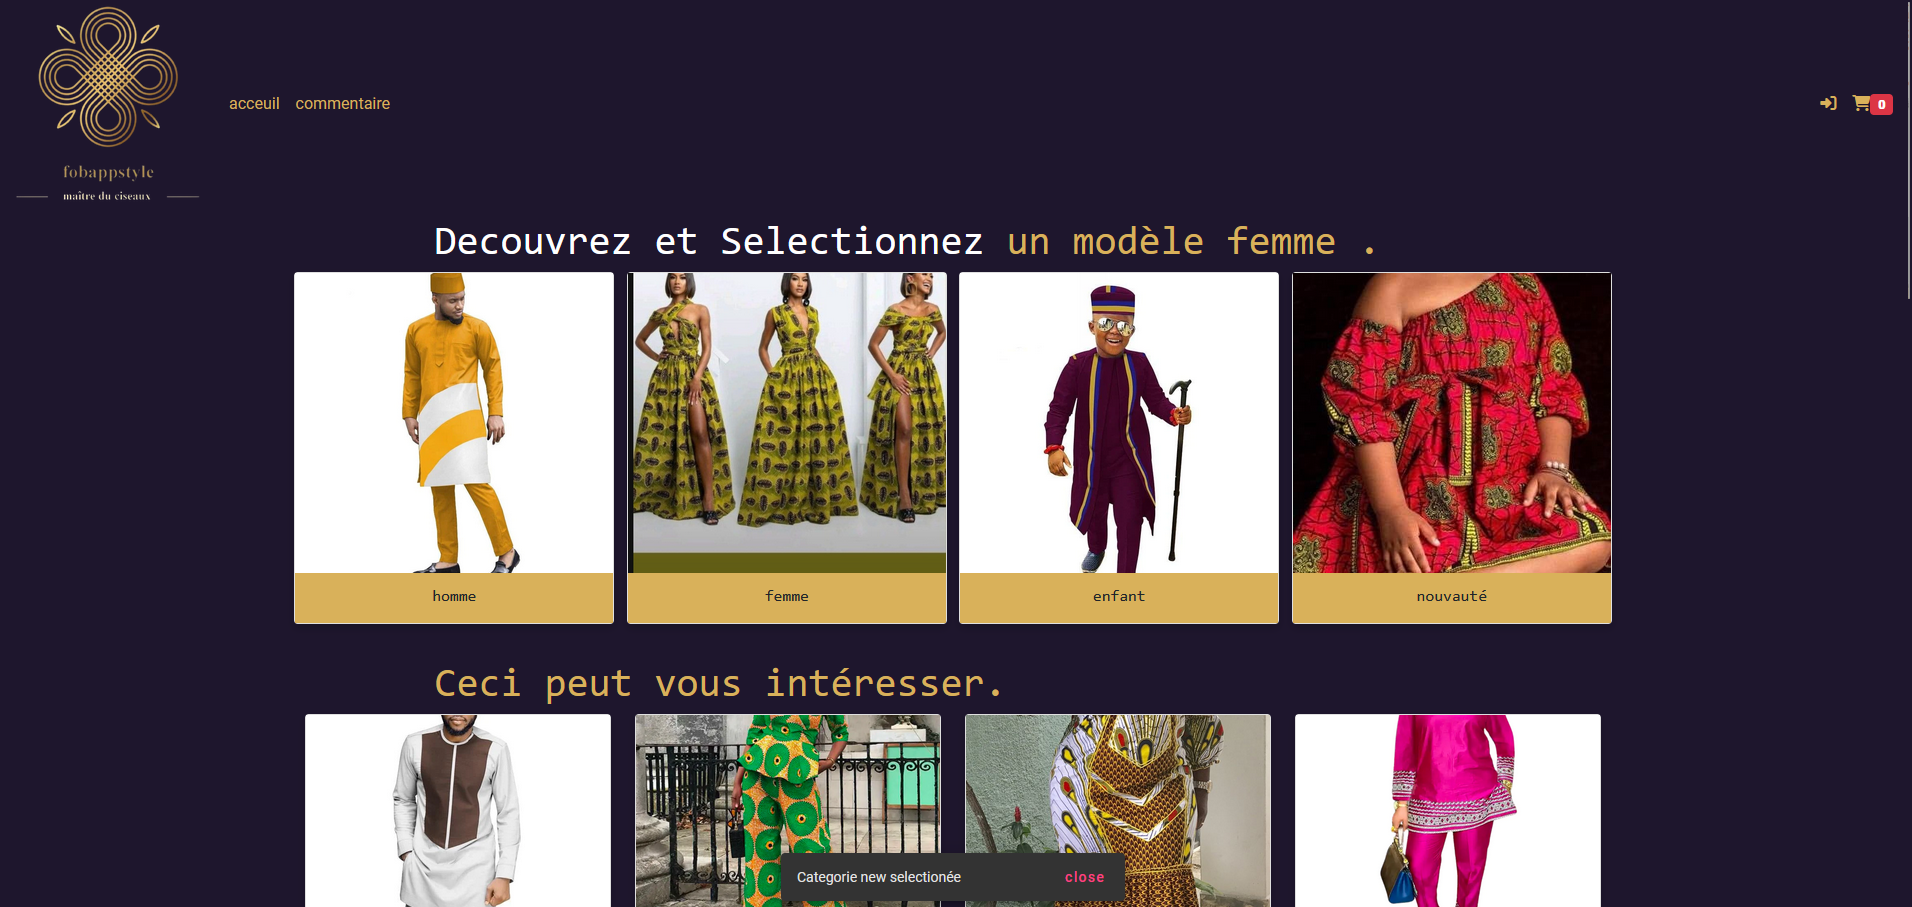 fobappstyle
maître du ciseaux
acceuil commentaire
0
Decouvrez et Selectionnez un modèle femme .
homme
femme
enfant
nouvauté
Ceci peut vous intéresser.
Categorie new selectionée close